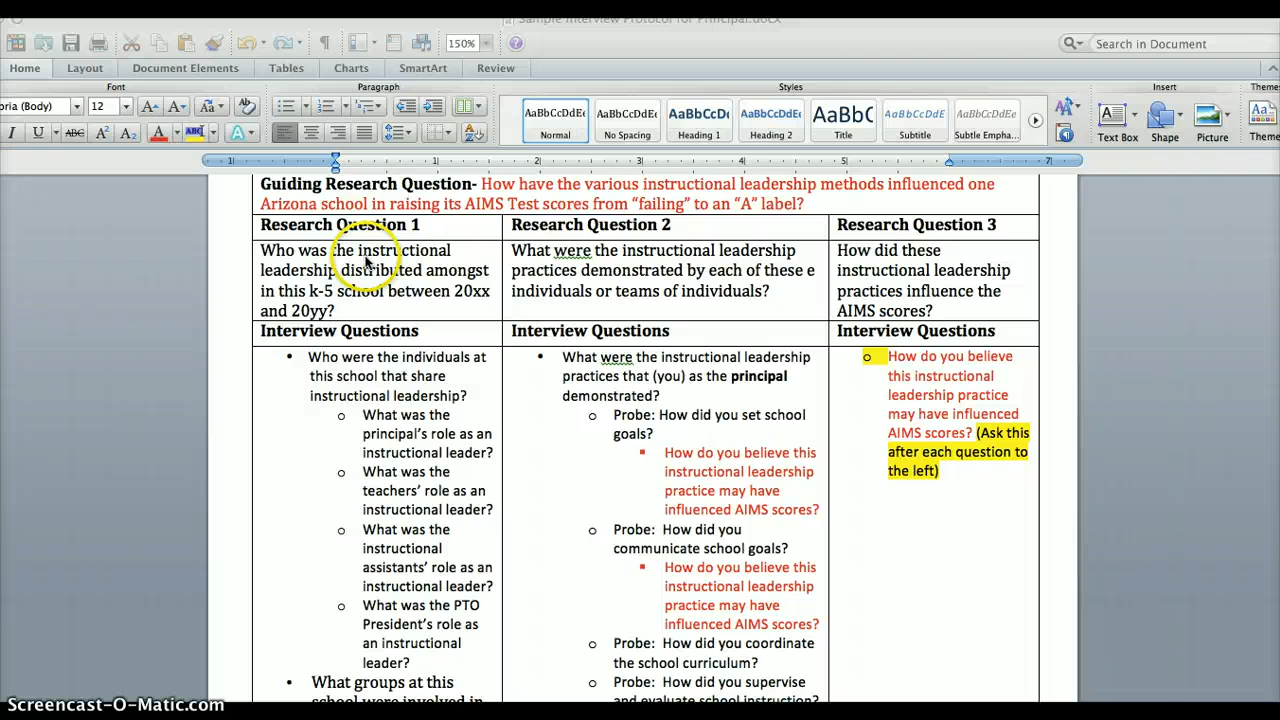 Sample Interview Protocol for Principal.docx
150%
Search in Document
Home Layout Document Elements Tables Charts SmartArt Review
Font Paragraph Styles Insert Themes
oria (Body) 12
AaBbCcDdEe AaBbCcDdEe AaBbCcD AaBbCcDdEe AaBbC AaBbCcDdEe AaBbCcDdEe
Normal No Spacing Heading 1 Heading 2 Title Subtitle Subtle Empha...
Text Box Shape Picture Theme
Guiding Research Question- How have the various instructional leadership methods influenced one
Arizona school in raising its AIMS Test scores from “failing” to an “A” label?
Research Question 1
Who was the instructional
leadership distributed amongst
in this k-5 school between 20xx
and 20yy?
Interview Questions
• Who were the individuals at
this school that share
instructional leadership?
o What was the
principal’s role as an
instructional leader?
o What was the
teachers’ role as an
instructional leader?
o What was the
instructional
assistants’ role as an
instructional leader?
o What was the PTO
President’s role as
an instructional
leader?
• What groups at this
school were involved in
Research Question 2
What were the instructional leadership
practices demonstrated by each of these e
individuals or teams of individuals?
Interview Questions
• What were the instructional leadership
practices that (you) as the principal
demonstrated?
o Probe: How did you set school
goals?
▪ How do you believe this
instructional leadership
practice may have
influenced AIMS scores?
o Probe: How did you
communicate school goals?
▪ How do you believe this
instructional leadership
practice may have
influenced AIMS scores?
o Probe: How did you coordinate
the school curriculum?
o Probe: How did you supervise
and evaluate school instruction?
Research Question 3
How did these
instructional leadership
practices influence the
AIMS scores?
Interview Questions
o How do you believe
this instructional
leadership practice
may have influenced
AIMS scores? (Ask this
after each question to
the left)
Screencast-O-Matic.com